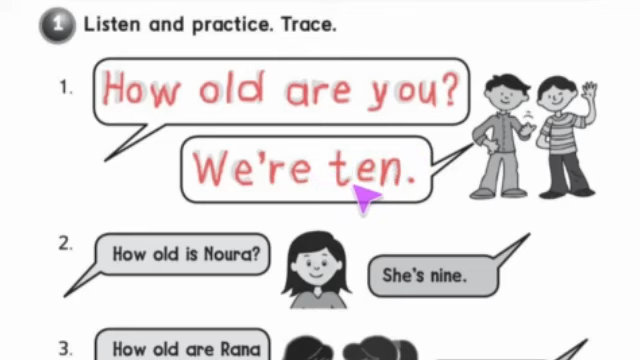 1 Listen and practice. Trace.
1. How old are you?
We're ten.
2. How old is Noura?
She's nine.
3. How old are Rana